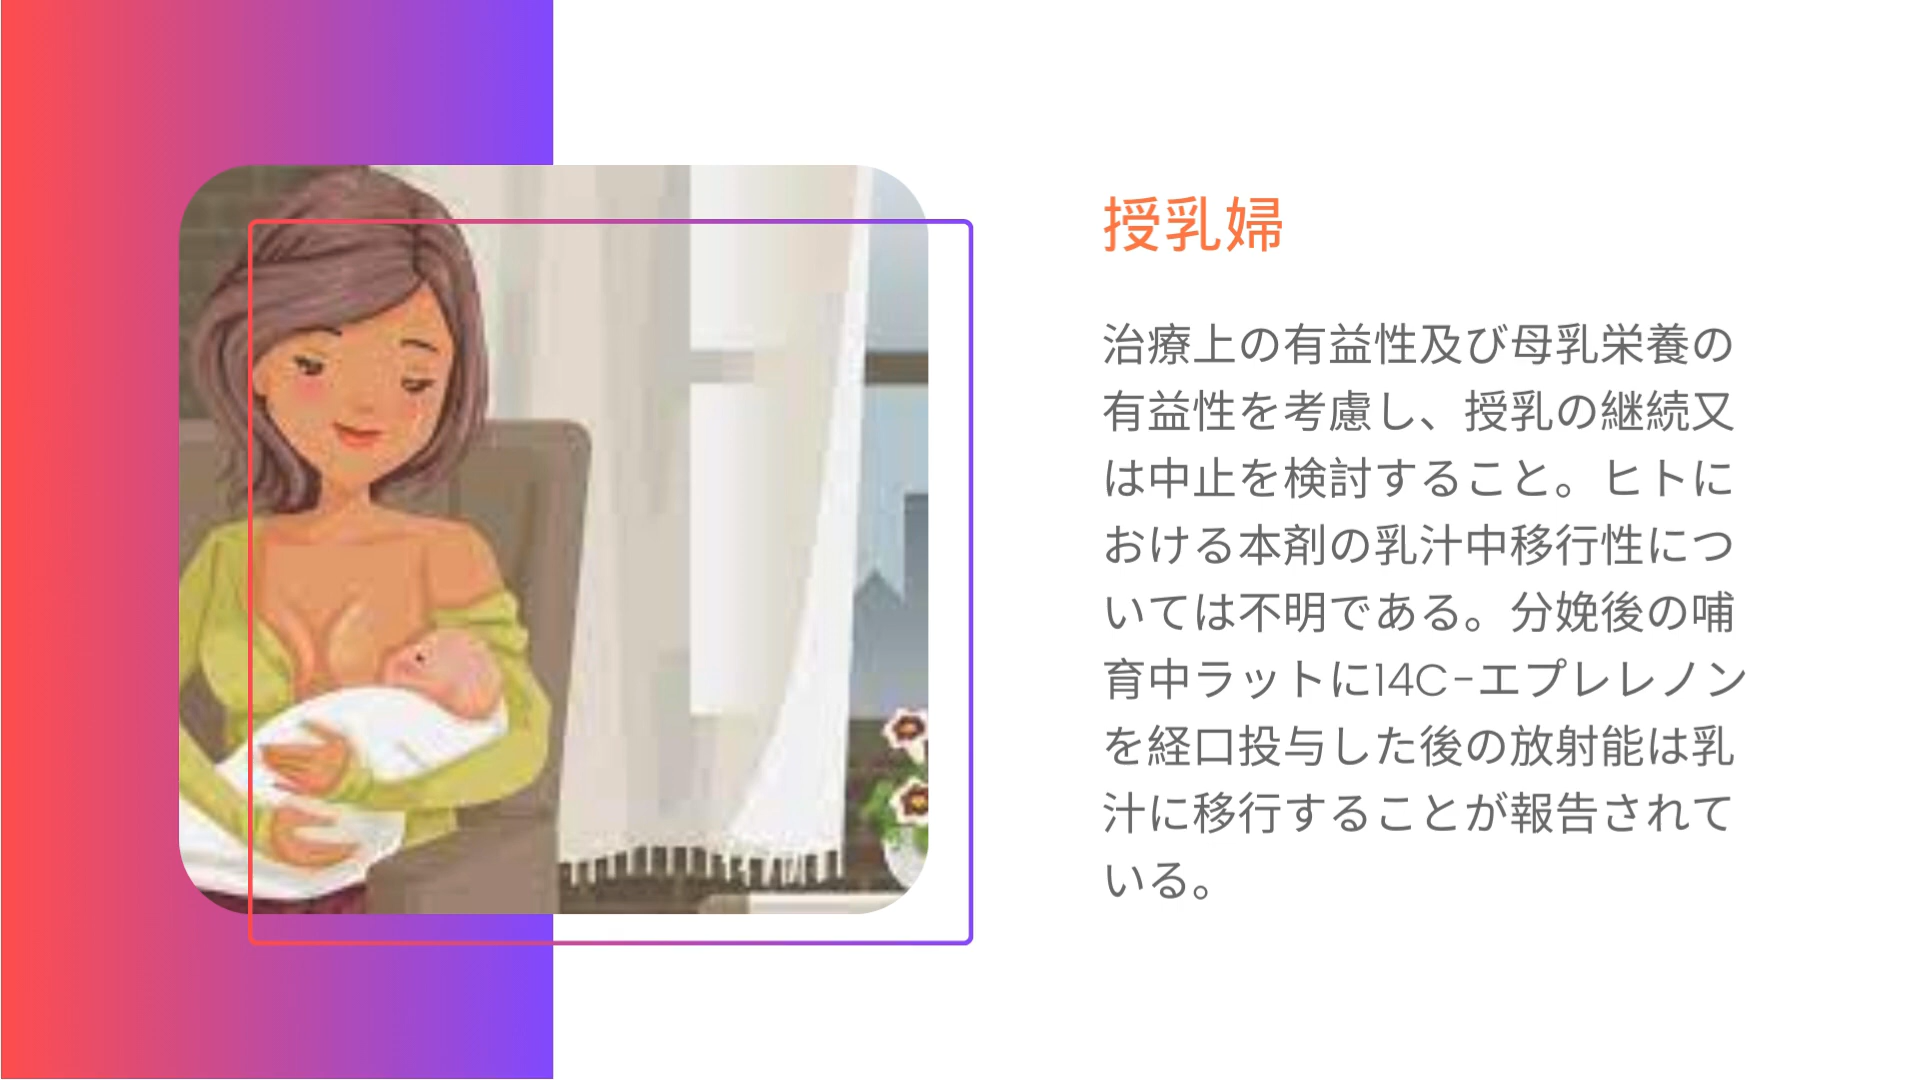 授乳婦
治療上の有益性及び母乳栄養の
有益性を考慮し、授乳の継続又
は中止を検討すること。ヒトに
おける本剤の乳汁中移行性につ
いては不明である。分娩後の哺
育中ラットに14C-エプレレノン
を経口投与した後の放射能は乳
汁に移行することが報告されて
いる。